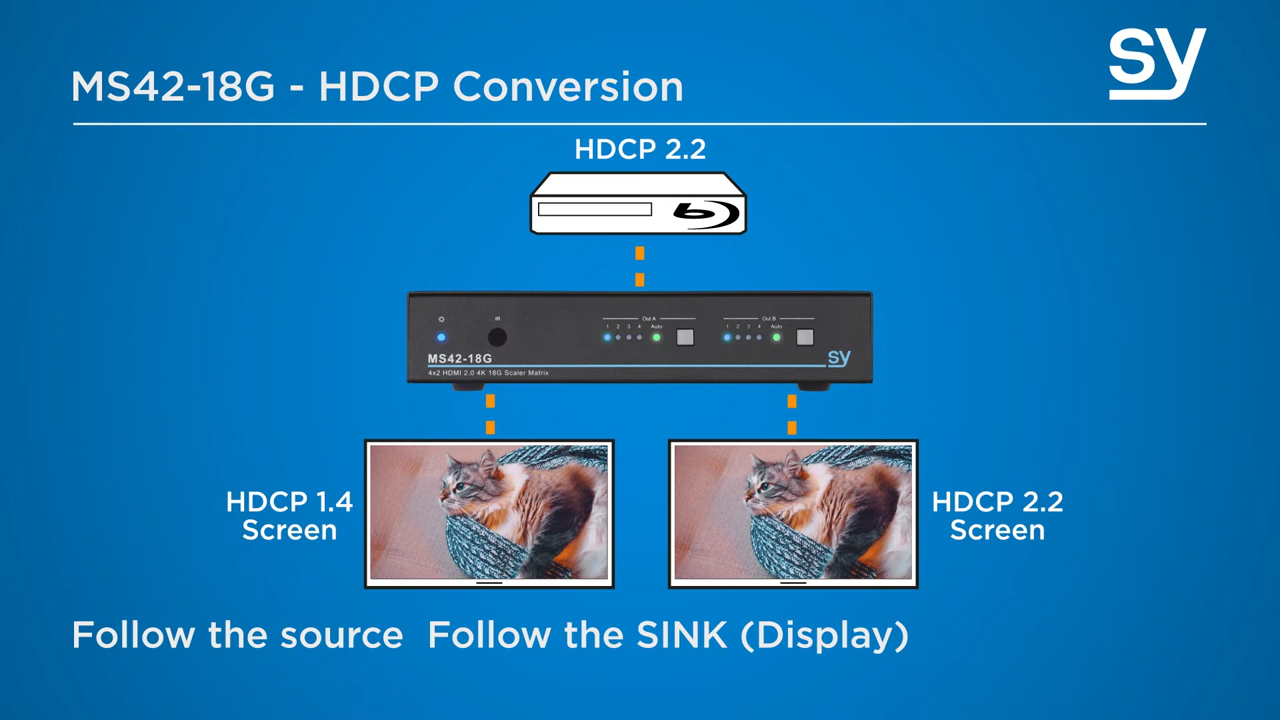 sy
MS42-18G - HDCP Conversion
HDCP 2.2
IR
Out A
1 2 3 4 Auto
Out B
1 2 3 4 Auto
MS42-18G
4x2 HDMI 2.0 4K 18G Scaler Matrix
sy
HDCP 1.4
Screen
HDCP 2.2
Screen
Follow the source Follow the SINK (Display)